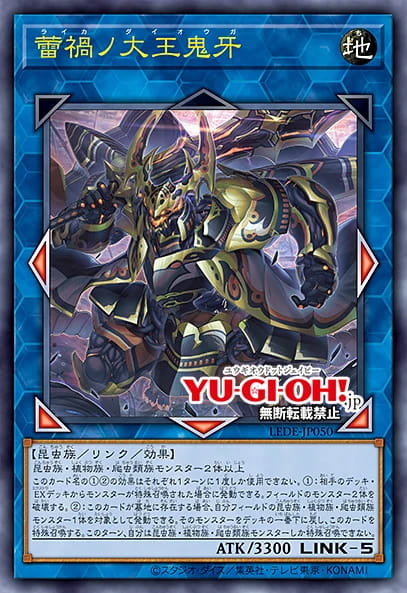 ライカ ダイオウガ
蕾禍ノ大王鬼牙
地
ユウギオウドットジェイピー
YU-GI-OH!.jp
無断転載禁止
LEDE-JP050
【昆虫族/リンク/効果】
昆虫族・植物族・爬虫類族モンスター2体以上
このカード名の①②の効果はそれぞれ1ターンに1度しか使用できない。①:相手のデッキ・
EXデッキからモンスターが特殊召喚された場合に発動できる。フィールドのモンスター1体を
破壊する。②:このカードが墓地に存在する場合、自分フィールドの昆虫族・植物族・爬虫類族
モンスター1体を対象として発動できる。そのモンスターをデッキの一番下に戻し、このカードを
特殊召喚する。このターン、自分は昆虫族・植物族・爬虫類族モンスターしか特殊召喚できない。
ATK/3300 LINK-5
©スタジオ・ダイス/集英社・テレビ東京・KONAMI